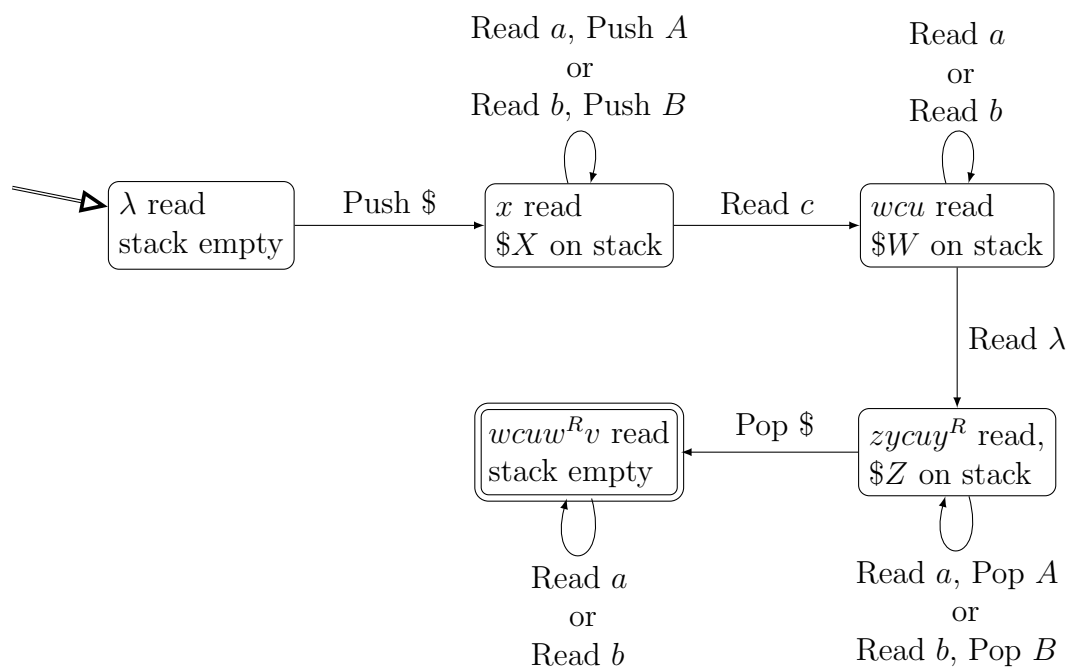 Read a, Push A
or
Read b, Push B
Read a
or
Read b
λ read
stack empty
Push $
x read
$X on stack
Read c
wcu read
$W on stack
Read λ
wcuw^R v read
stack empty
Pop $
zycuy^R read,
$Z on stack
Read a
or
Read b
Read a, Pop A
or
Read b, Pop B